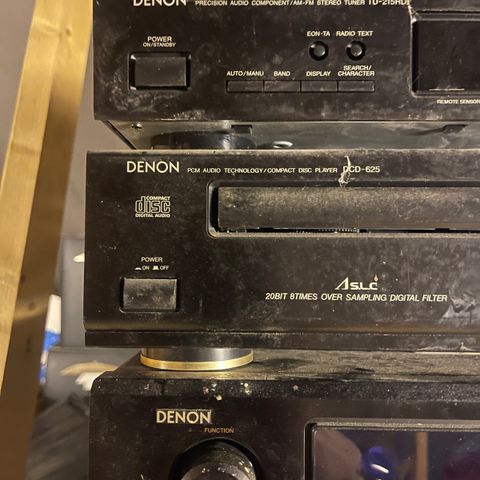 DENON PRECISION AUDIO COMPONENT/AM-FM STEREO TUNER TU-215RD
POWER
ON/STANDBY
EON•TA RADIO TEXT
AUTO/MANU BAND DISPLAY SEARCH/
CHARACTER
REMOTE SENSOR
DENON PCM AUDIO TECHNOLOGY/COMPACT DISC PLAYER DCD-625
COMPACT
disc
DIGITAL AUDIO
POWER
ON OFF
ASLC
20BIT 8TIMES OVER SAMPLING DIGITAL FILTER
DENON
FUNCTION